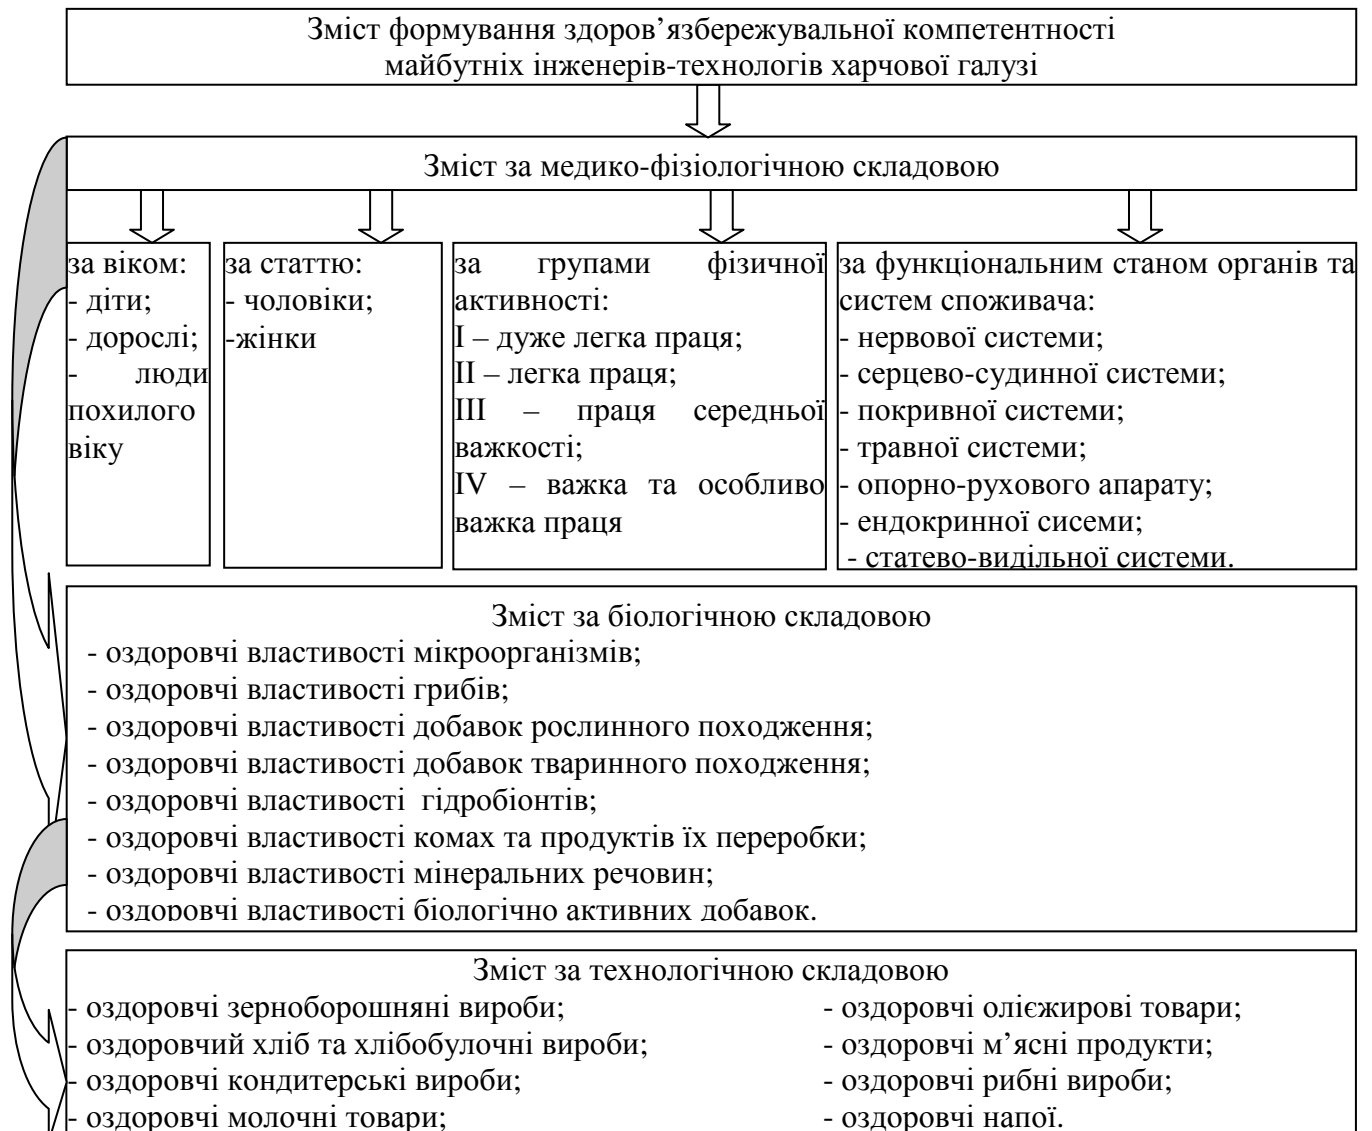 Зміст формування здоров’язбережувальної компетентності
майбутніх інженерів-технологів харчової галузі
Зміст за медико-фізіологічною складовою
за віком:
- діти;
- дорослі;
- люди
похилого
віку
за статтю:
- чоловіки;
-жінки
за групами фізичної
активності:
I – дуже легка праця;
II – легка праця;
III – праця середньої
важкості;
IV – важка та особливо
важка праця
за функціональним станом органів та
систем споживача:
- нервової системи;
- серцево-судинної системи;
- покривної системи;
- травної системи;
- опорно-рухового апарату;
- ендокринної сисеми;
- статево-видільної системи.
Зміст за біологічною складовою
- оздоровчі властивості мікроорганізмів;
- оздоровчі властивості грибів;
- оздоровчі властивості добавок рослинного походження;
- оздоровчі властивості добавок тваринного походження;
- оздоровчі властивості гідробіонтів;
- оздоровчі властивості комах та продуктів їх переробки;
- оздоровчі властивості мінеральних речовин;
- оздоровчі властивості біологічно активних добавок.
Зміст за технологічною складовою
- оздоровчі зерноборошняні вироби;
- оздоровчий хліб та хлібобулочні вироби;
- оздоровчі кондитерські вироби;
- оздоровчі молочні товари;
- оздоровчі олієжирові товари;
- оздоровчі м’ясні продукти;
- оздоровчі рибні вироби;
- оздоровчі напої.